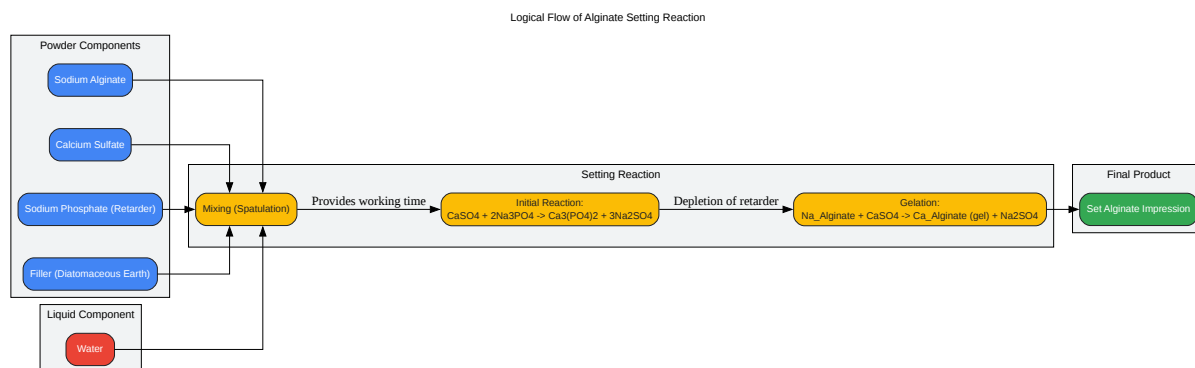 Logical Flow of Alginate Setting Reaction
Powder Components
Sodium Alginate
Calcium Sulfate
Sodium Phosphate (Retarder)
Filler (Diatomaceous Earth)
Liquid Component
Water
Setting Reaction
Mixing (Spatulation)
Provides working time
Initial Reaction:
CaSO4 + 2Na3PO4 -> Ca3(PO4)2 + 3Na2SO4
Depletion of retarder
Gelation:
Na_Alginate + CaSO4 -> Ca_Alginate (gel) + Na2SO4
Final Product
Set Alginate Impression